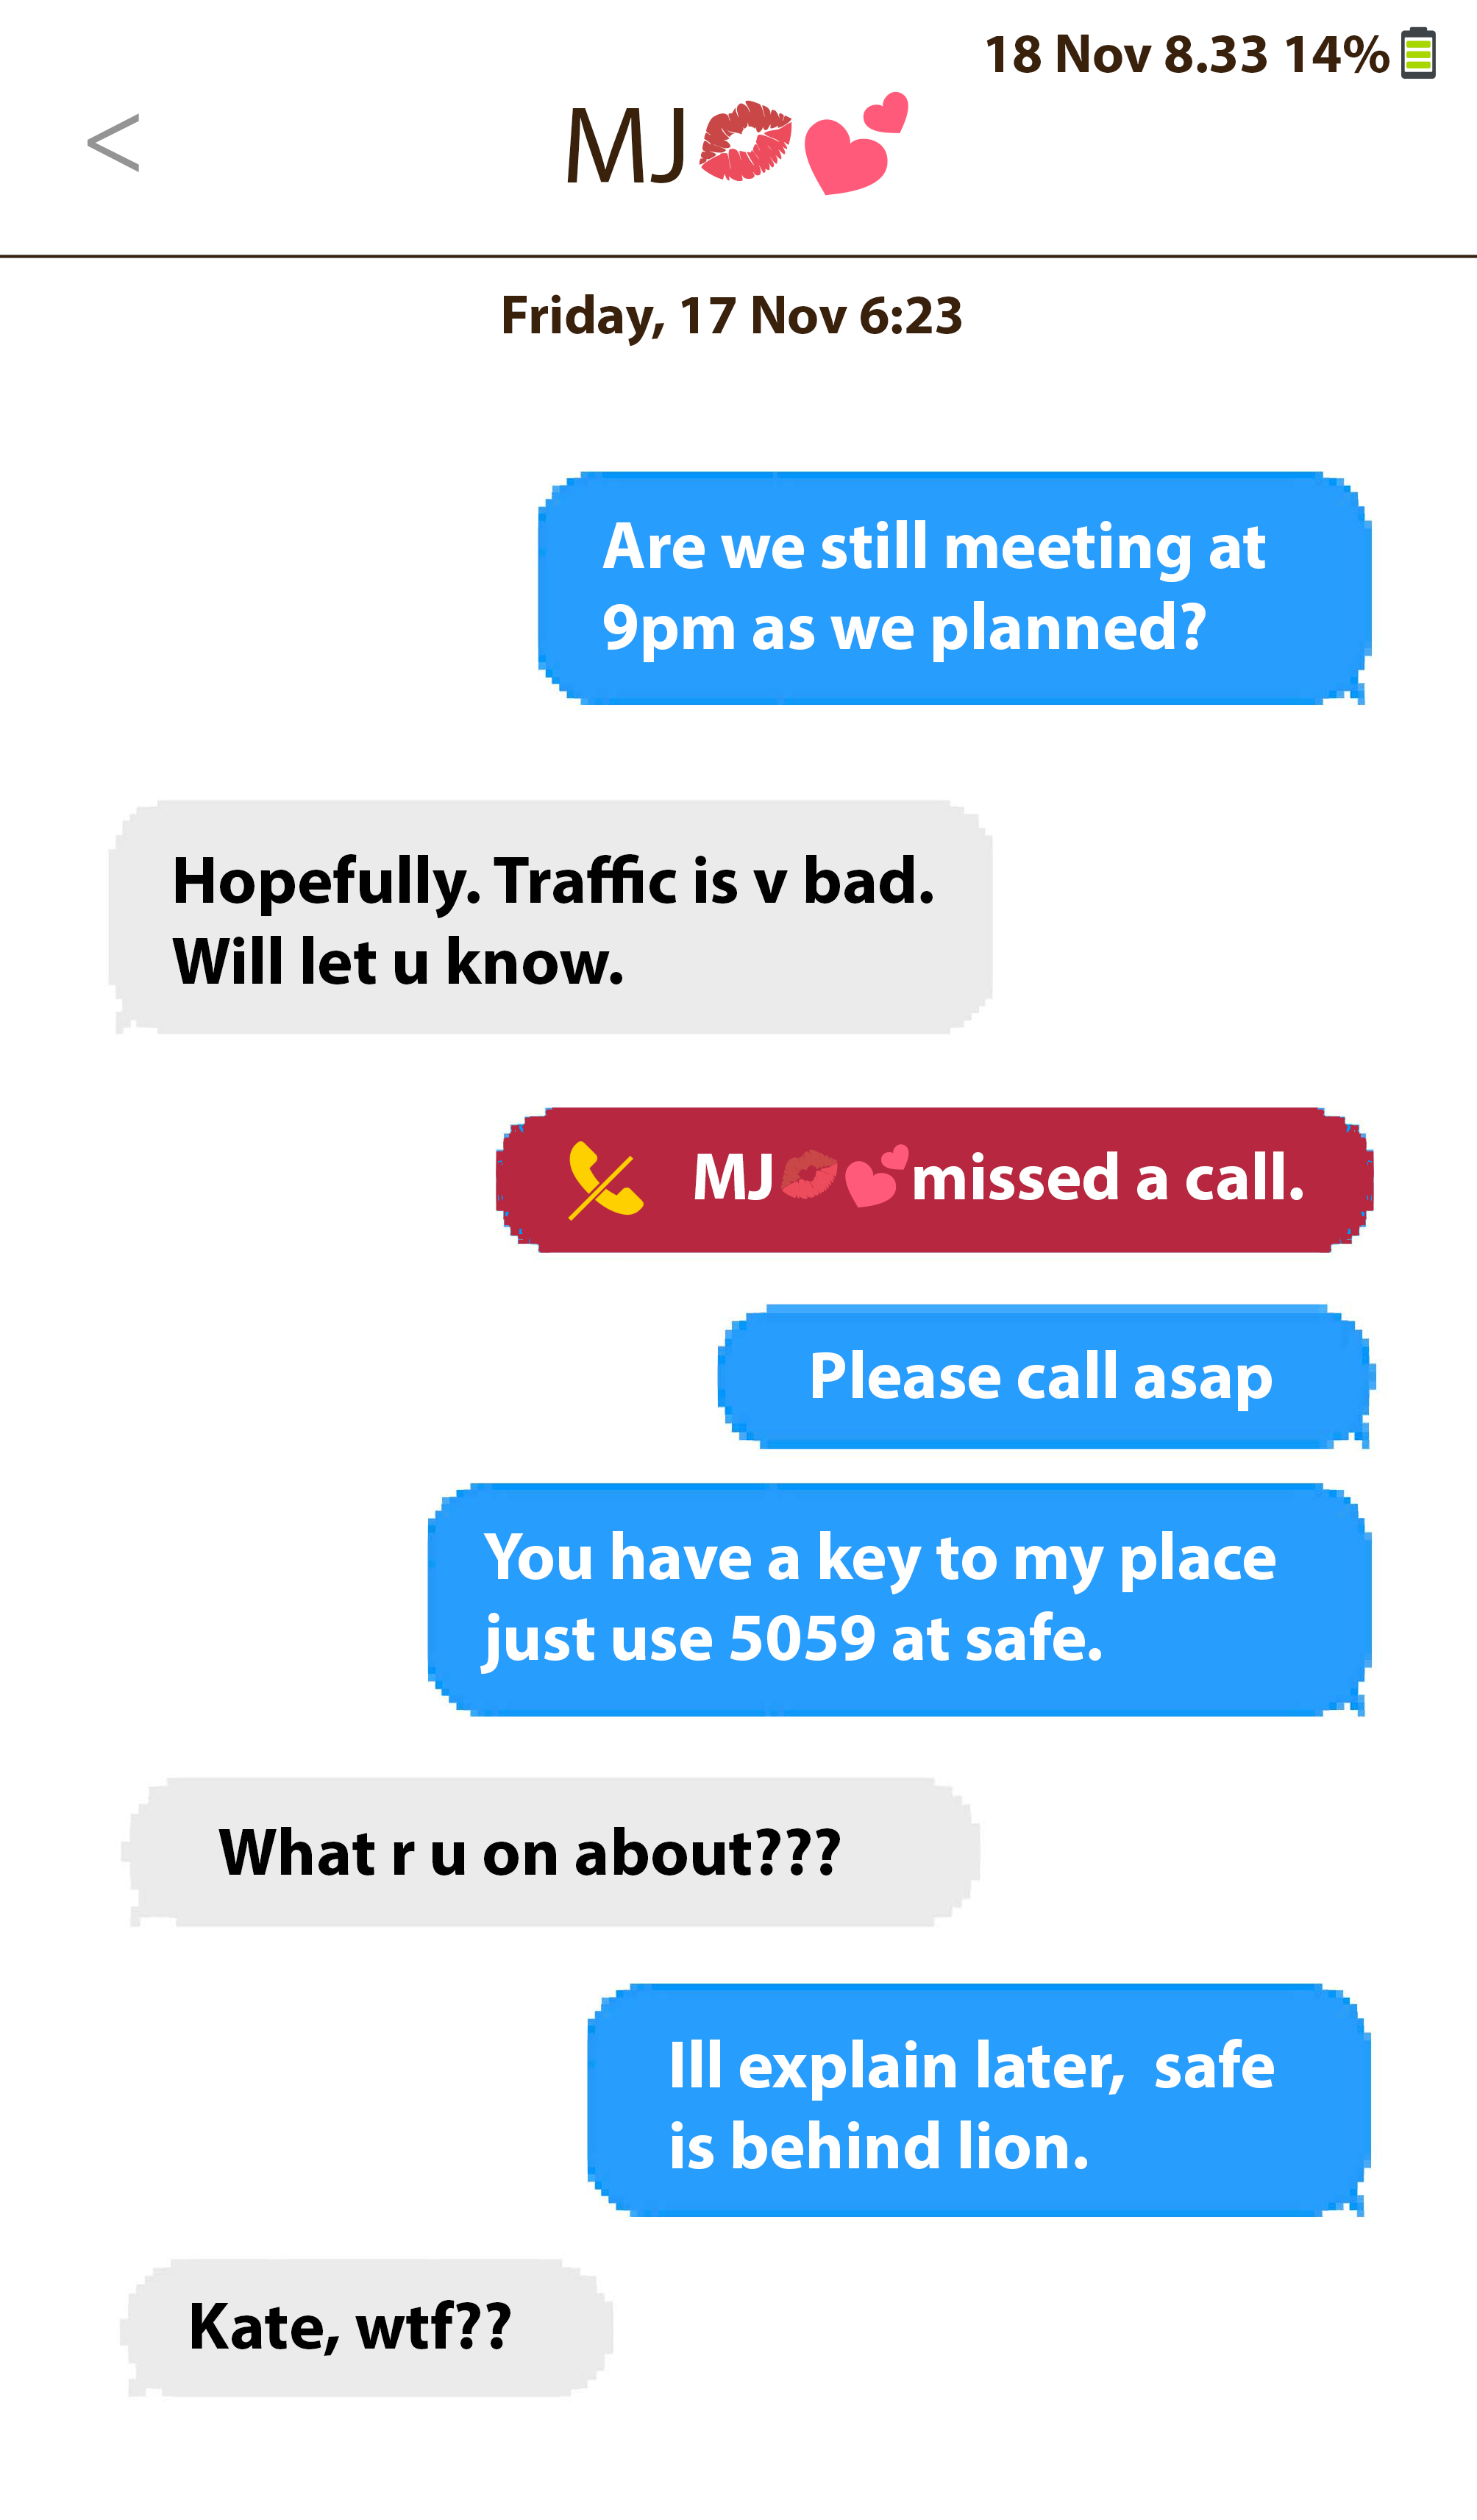 18 Nov 8.33 14%
< MJ💋💕
Friday, 17 Nov 6:23
Are we still meeting at
9pm as we planned?
Hopefully. Traffic is v bad.
Will let u know.
MJ💋💕missed a call.
Please call asap
You have a key to my place
just use 5059 at safe.
What r u on about???
Ill explain later,  safe
is behind lion.
Kate, wtf??